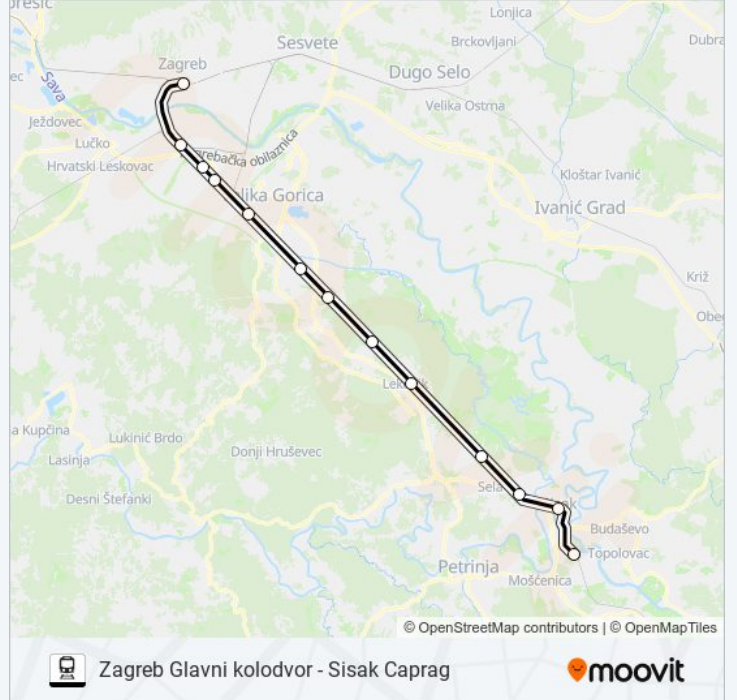 Lonjica
Sesvete
Brckovljani
Zagreb
Dugo Selo
Sava
Velika Ostrna
Ježdovec
Lučko
Hrvatski Leskovac
Kloštar Ivanić
Ivanić Grad
Križ
Lekenik
a Kupčina
Lukinić Brdo
Lasinja
Donji Hruševec
Desni Štefanki
Budaševo
Topolovac
Petrinja
Mošćenica
© OpenStreetMap contributors | © OpenMapTiles
Zagreb Glavni kolodvor - Sisak Caprag
moovit